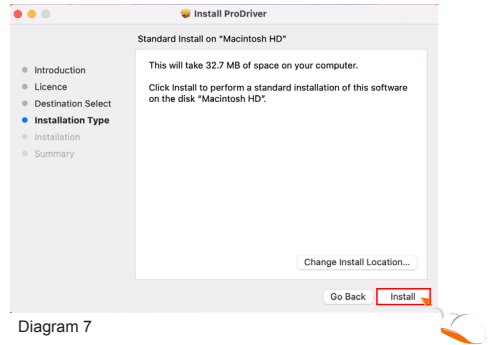 Install ProDriver
Standard Install on “Macintosh HD”
Introduction
Licence
Destination Select
Installation Type
Installation
Summary
This will take 32.7 MB of space on your computer.
Click Install to perform a standard installation of this software
on the disk “Macintosh HD”.
Change Install Location...
Go Back
Install
Diagram 7